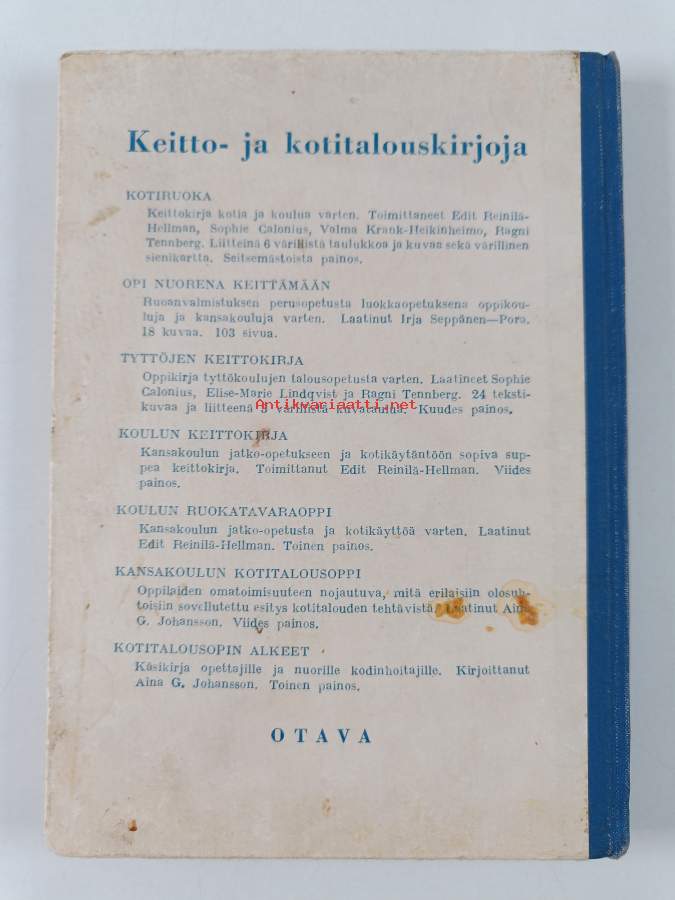 Keitto- ja kotitalouskirjoja
KOTIRUOKA
Keittokirja kotia ja koulua varten. Toimittaneet Edit Reinilä-
Hellman, Sophie Calonius, Valma Krank-Heikinheimo, Ragni
Tennberg. Liitteinä 6 värillistä taulukkoa ja kuvaa sekä värillinen
sienikartta. Seitsemästoista painos.
OPI NUORENA KEITTÄMÄÄN
Ruoanvalmistuksen perusopetusta luokkaopetuksena oppikou-
luja ja kansakouluja varten. Laatinut Irja Seppänen—Pora.
18 kuvaa. 103 sivua.
TYTTÖJEN KEITTOKIRJA
Oppikirja tyttökoulujen talousopetusta varten. Laatineet Sophie
Calonius, Elise-Marie Lindqvist ja Ragni Tennberg. 24 teksti-
kuvaa ja liitteenä värillistä kuvataulua. Kuudes painos.
Antikvariaatti.net
KOULUN KEITTOKIRJA
Kansakoulun jatko-opetukseen ja kotikäytäntöön sopiva sup-
pea keittokirja. Toimittanut Edit Reinilä-Hellman. Viides
painos.
KOULUN RUOKATAVARAOPPI
Kansakoulun jatko-opetusta ja kotikäyttöä varten. Laatinut
Edit Reinilä-Hellman. Toinen painos.
KANSAKOULUN KOTITALOUSOPPI
Oppilaiden omatoimisuuteen nojautuva, mitä erilaisiin olosuh-
teisiin sovellutettu esitys kotitalouden tehtävistä. Laatinut Aina
G. Johansson. Viides painos.
KOTITALOUSOPIN ALKEET
Käsikirja opettajille ja nuorille kodinhoitajille. Kirjoittanut
Aina G. Johansson. Toinen painos.
OTAVA